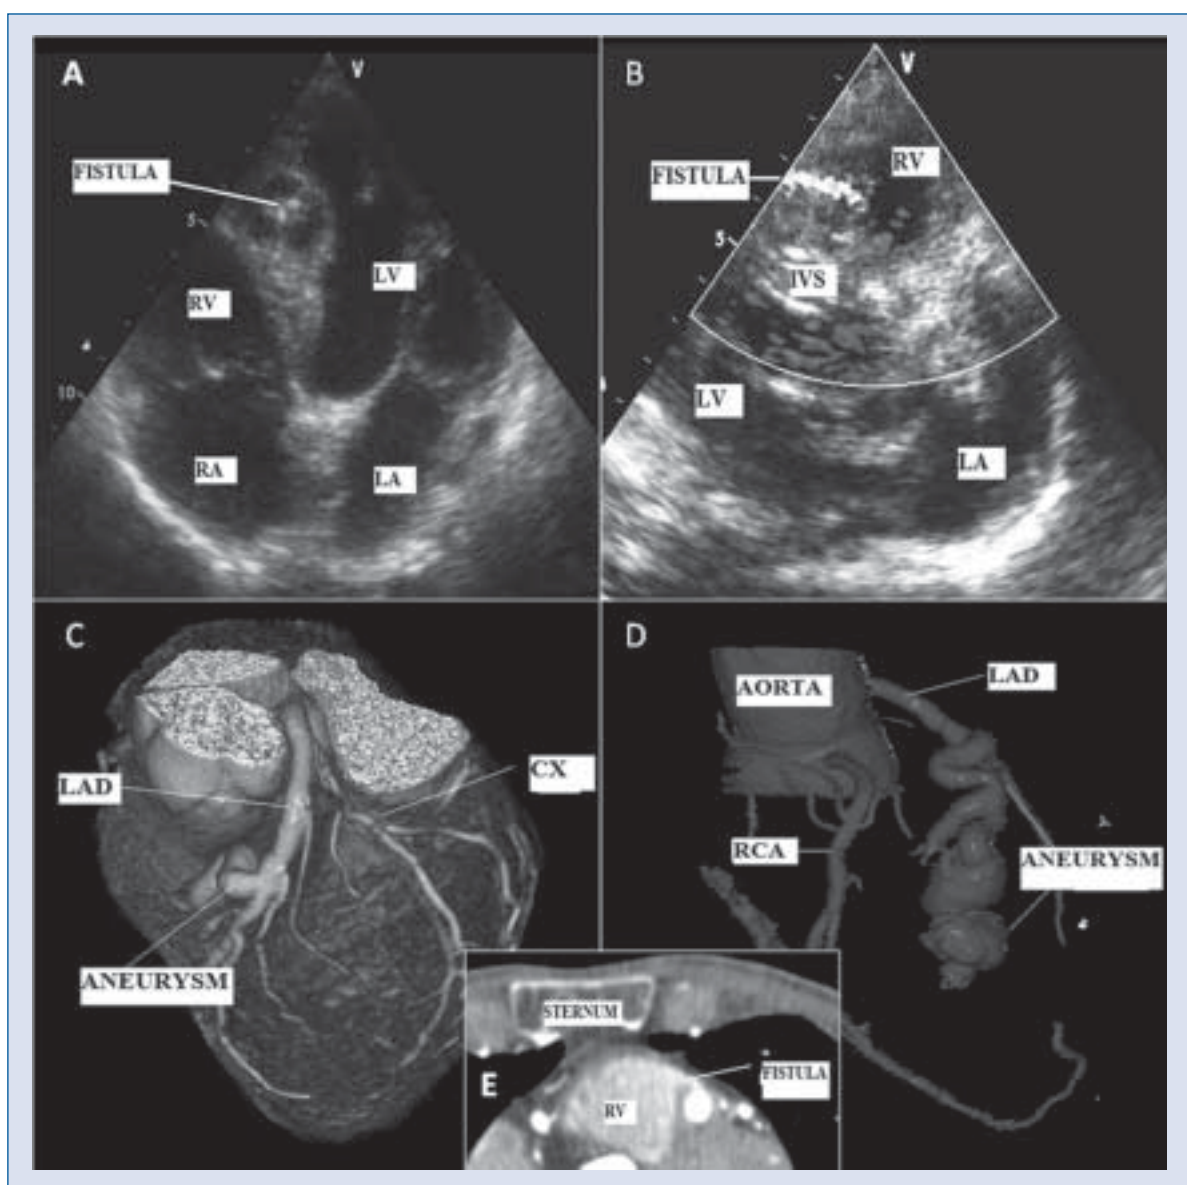 A
V
FISTULA
5
LV
RV
10
RA
LA
B
V
RV
FISTULA
5
IVS
LV
LA
C
LAD
CX
ANEURYSM
D
AORTA
LAD
RCA
ANEURYSM
STERNUM
E
FISTULA
RV